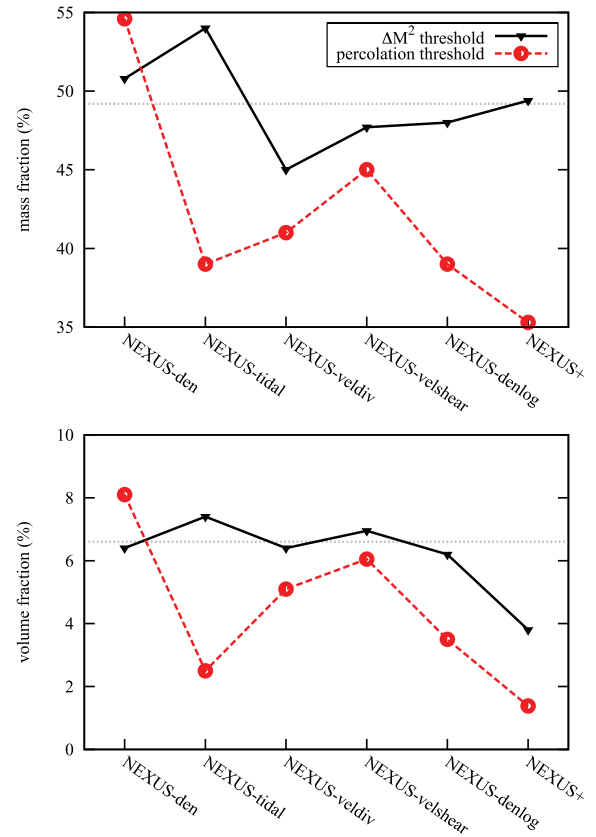 55
50
45
40
35
mass fraction (%)
ΔM² threshold
percolation threshold
NEXUS-den
NEXUS-tidal
NEXUS-veldiv
NEXUS-velshear
NEXUS-denlog
NEXUS+
10
8
6
4
2
0
volume fraction (%)
NEXUS-den
NEXUS-tidal
NEXUS-veldiv
NEXUS-velshear
NEXUS-denlog
NEXUS+